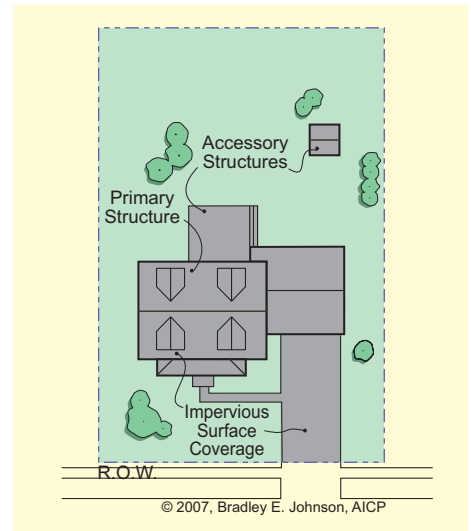 Accessory
Structures
Primary
Structure
Impervious
Surface
Coverage
R.O.W.
© 2007, Bradley E. Johnson, AICP